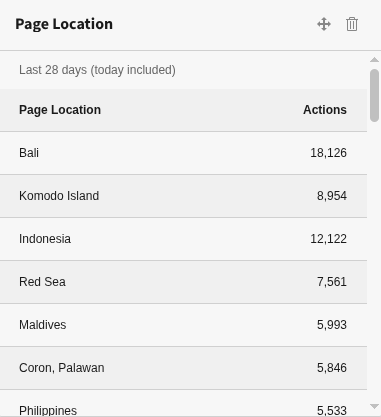 Page Location
Last 28 days (today included)
Page Location Actions
Bali 18,126
Komodo Island 8,954
Indonesia 12,122
Red Sea 7,561
Maldives 5,993
Coron, Palawan 5,846
Philippines 5,533